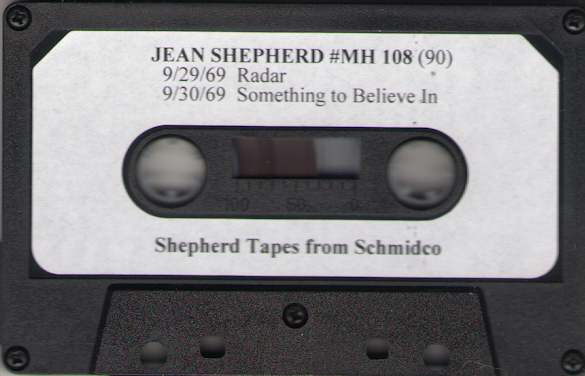 JEAN SHEPHERD #MH 108 (90)
9/29/69 Radar
9/30/69 Something to Believe In
100 50 0
Shepherd Tapes from Schmidco